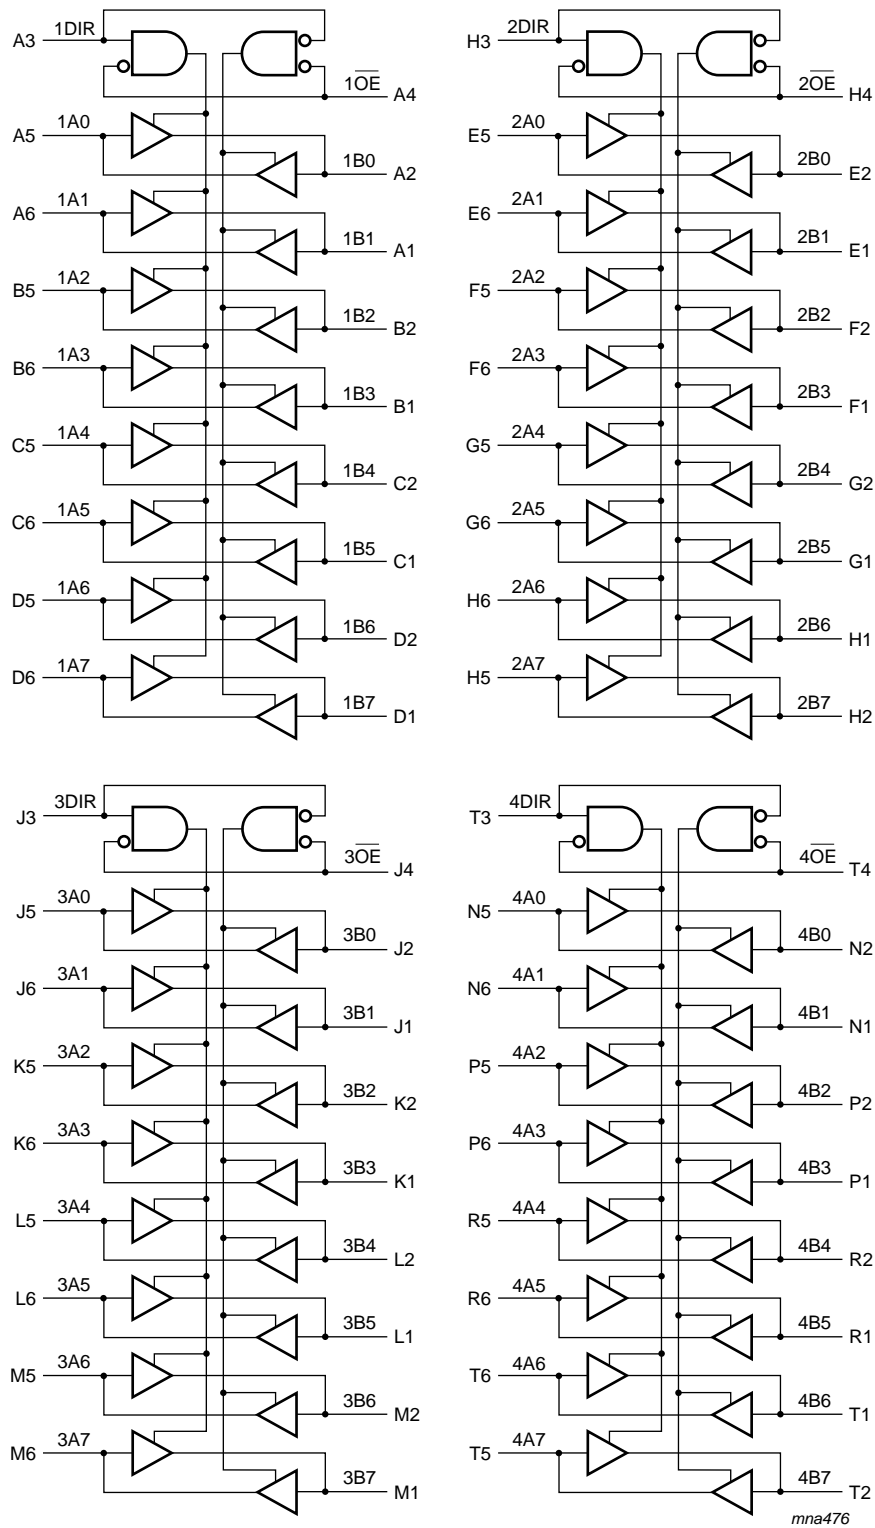 A3 1DIR
1O̅E̅ A4
A5 1A0
1B0 A2
A6 1A1
1B1 A1
B5 1A2
1B2 B2
B6 1A3
1B3 B1
C5 1A4
1B4 C2
C6 1A5
1B5 C1
D5 1A6
1B6 D2
D6 1A7
1B7 D1
H3 2DIR
2O̅E̅ H4
E5 2A0
2B0 E2
E6 2A1
2B1 E1
F5 2A2
2B2 F2
F6 2A3
2B3 F1
G5 2A4
2B4 G2
G6 2A5
2B5 G1
H6 2A6
2B6 H1
H5 2A7
2B7 H2
J3 3DIR
3O̅E̅ J4
J5 3A0
3B0 J2
J6 3A1
3B1 J1
K5 3A2
3B2 K2
K6 3A3
3B3 K1
L5 3A4
3B4 L2
L6 3A5
3B5 L1
M5 3A6
3B6 M2
M6 3A7
3B7 M1
T3 4DIR
4O̅E̅ T4
N5 4A0
4B0 N2
N6 4A1
4B1 N1
P5 4A2
4B2 P2
P6 4A3
4B3 P1
R5 4A4
4B4 R2
R6 4A5
4B5 R1
T6 4A6
4B6 T1
T5 4A7
4B7 T2
mna476